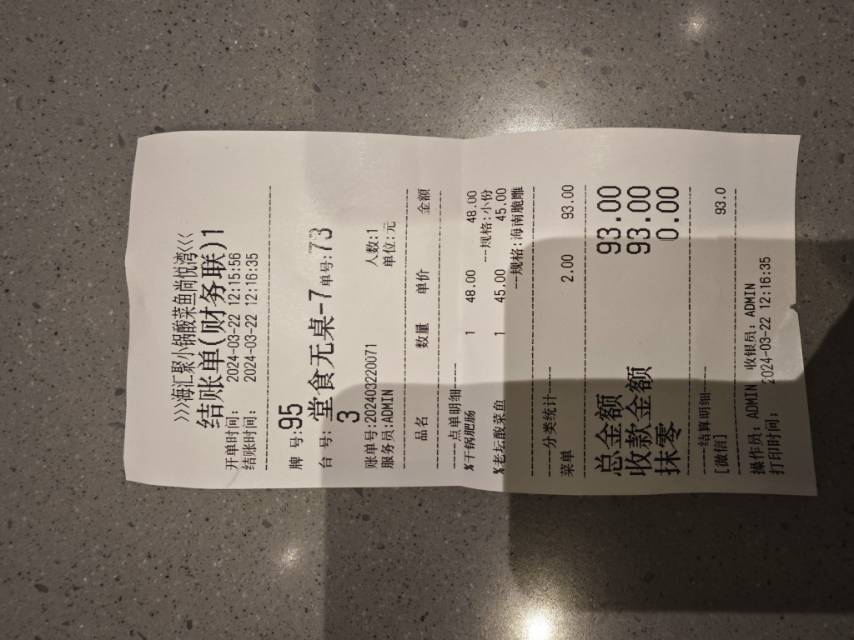 >>>海汇聚小锅酸菜鱼尚悦湾<<<
结账单(财务联)1
开单时间: 2024-03-22 12:15:56
结账时间: 2024-03-22 12:16:35
牌 号:95
台 号: 堂食无桌-7 单号:73
3 人数:1
账单号:202403220071 单位:元
服务员:ADMIN
品名 数量 单价 金额
----点单明细----
%干锅肥肠 1 48.00 48.00
--规格:小份
%老坛酸菜鱼 1 45.00 45.00
--规格:海南脆雕
----分类统计----
菜单 2.00 93.00
总金额 93.00
收款金额 93.00
抹零 0.00
----结算明细----
[微信] 93.0
操作员: ADMIN 收银员: ADMIN
打印时间: 2024-03-22 12:16:35